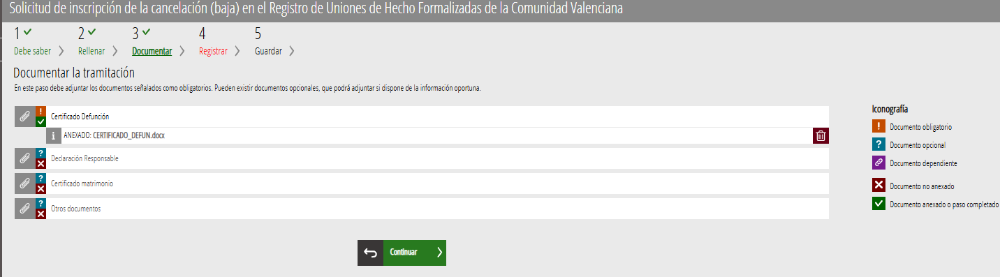 Solicitud de inscripción de la cancelación (baja) en el Registro de Uniones de Hecho Formalizadas de la Comunidad Valenciana
1 2 3 4 5
Debe saber Rellenar Documentar Registrar Guardar
Documentar la tramitación
En este paso debe adjuntar los documentos señalados como obligatorios. Pueden existir documentos opcionales, que podrá adjuntar si dispone de la información oportuna.
! Certificado Defunción
i ANEXADO: CERTIFICADO_DEFUN.docx
? Declaración Responsable
? Certificado matrimonio
? Otros documentos
Continuar
Iconografía
! Documento obligatorio
? Documento opcional
Documento dependiente
Documento no anexado
Documento anexado o paso completado